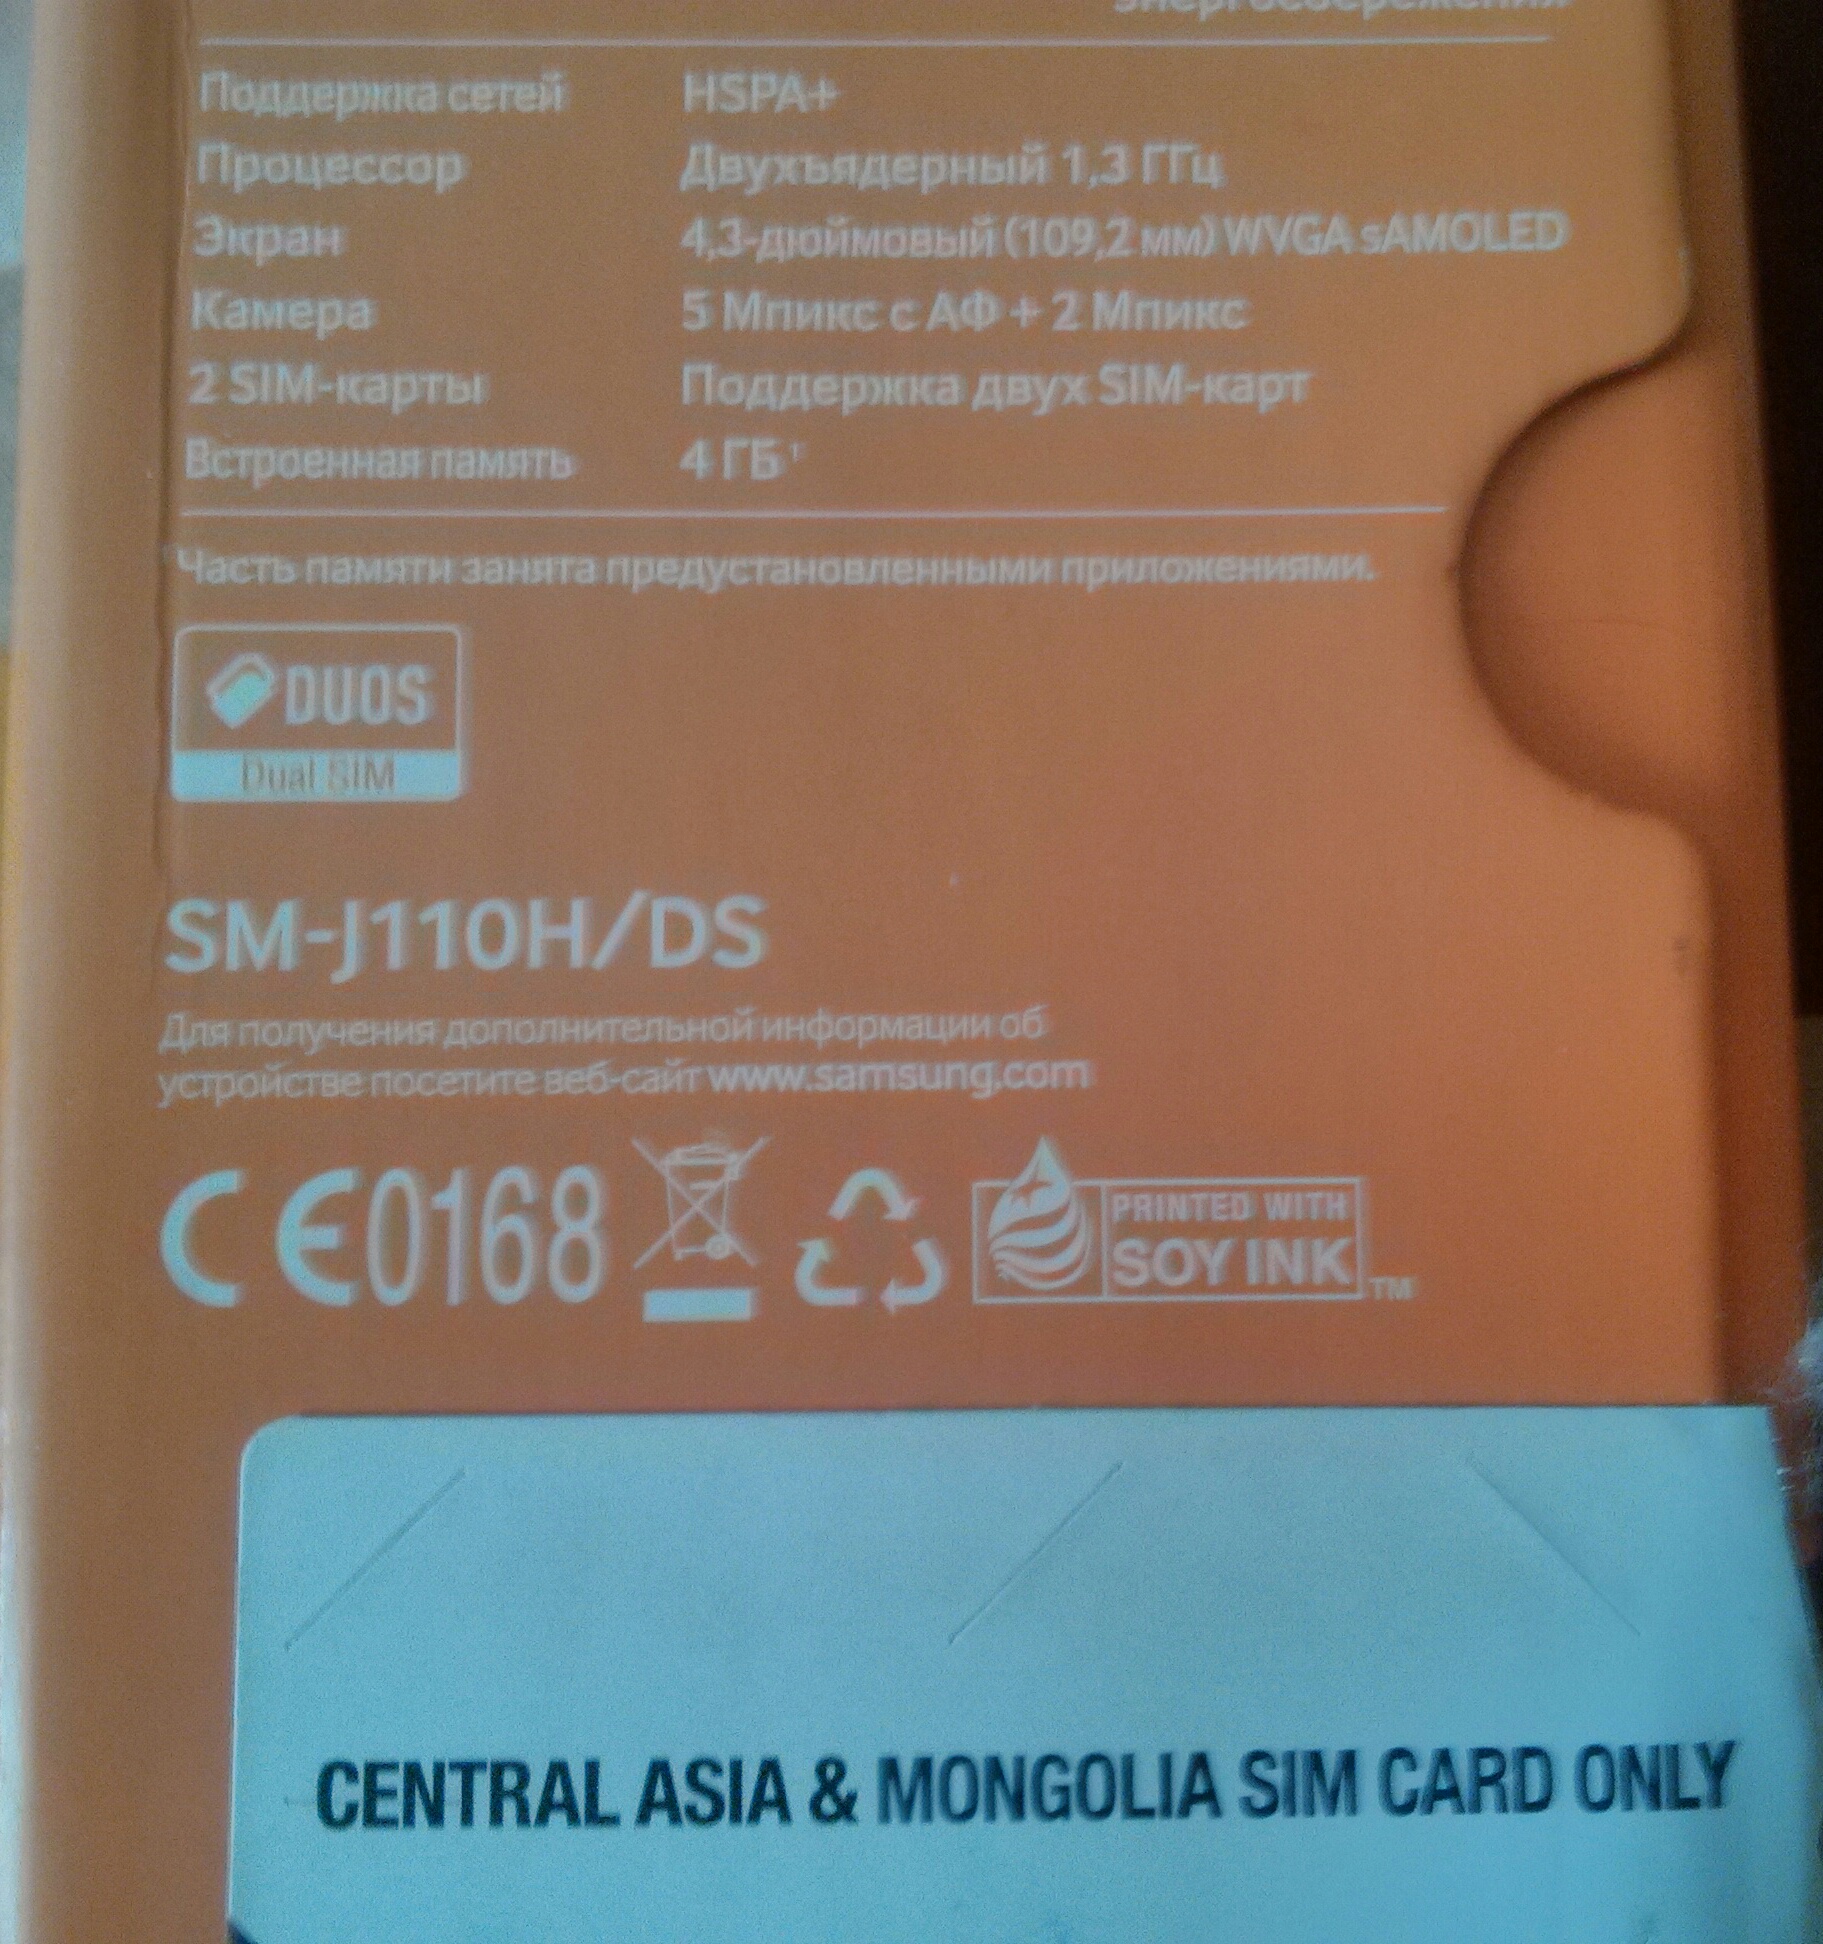 энергосбережения
Поддержка сетей HSPA+
Процессор Двухъядерный 1,3 ГГц
Экран 4,3-дюймовый (109,2 мм) WVGA sAMOLED
Камера 5 Мпикс с АФ + 2 Мпикс
2 SIM-карты Поддержка двух SIM-карт
Встроенная память 4 ГБ¹
Часть памяти занята предустановленными приложениями.
DUOS
Dual SIM
SM-J110H/DS
Для получения дополнительной информации об
устройстве посетите веб-сайт www.samsung.com
CE0168
PRINTED WITH
SOY INK TM
CENTRAL ASIA & MONGOLIA SIM CARD ONLY